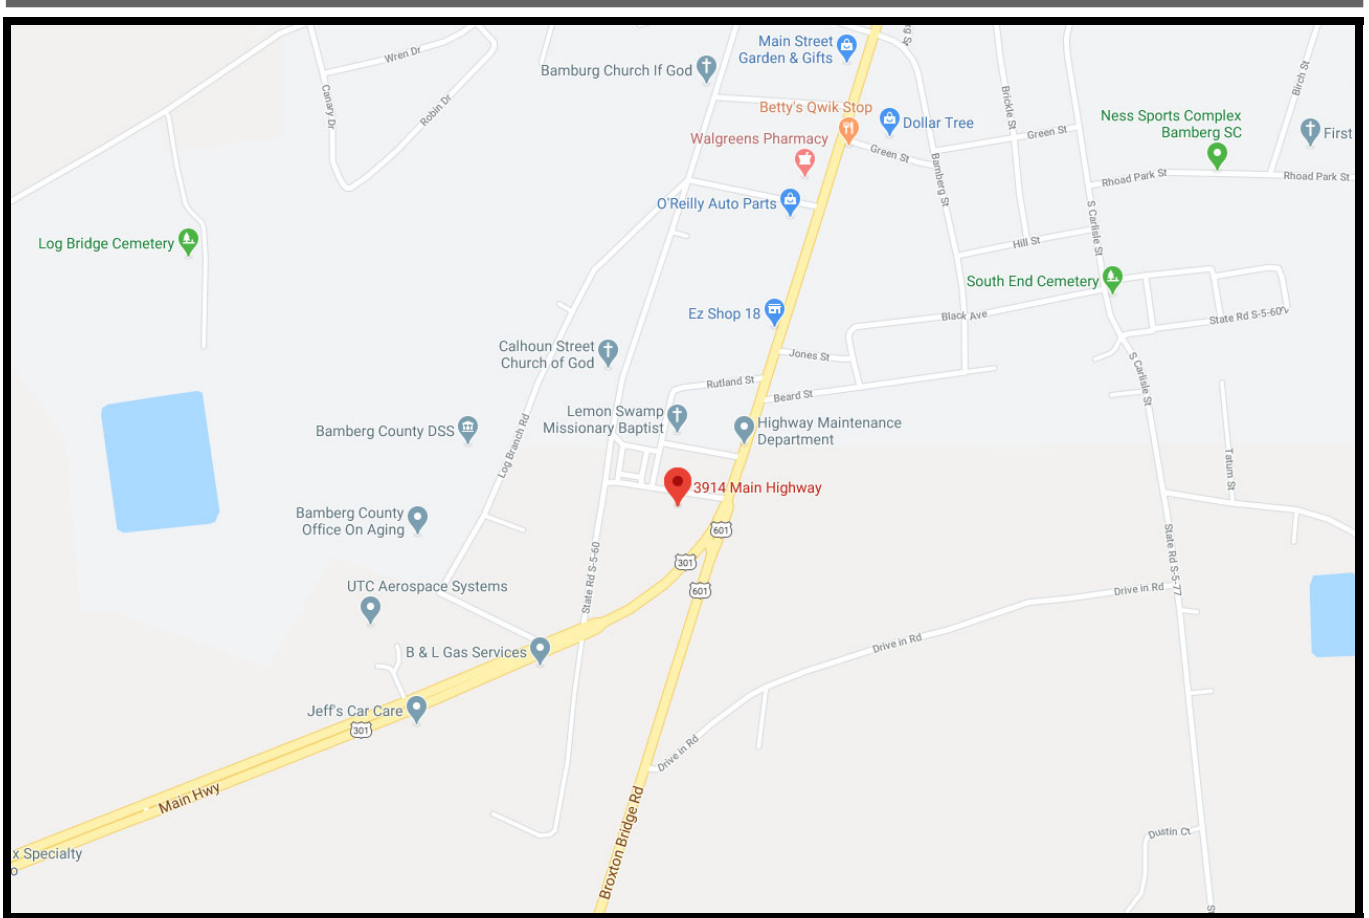 Main Street
Garden & Gifts
Wren Dr
Bamburg Church If God
Canary Dr
Robin Dr
Betty's Qwik Stop
Dollar Tree
Walgreens Pharmacy
Green St
Brickle St
Green St
Birch St
Ness Sports Complex
Bamberg SC
First
Bamberg St
Rhoad Park St
Rhoad Park St
O'Reilly Auto Parts
S Carlisle St
Log Bridge Cemetery
Hill St
South End Cemetery
Ez Shop 18
Black Ave
State Rd S-5-602
Calhoun Street
Church of God
Jones St
Rutland St
Beard St
S Carlisle St
Lemon Swamp
Missionary Baptist
Highway Maintenance
Department
Bamberg County DSS
Log Branch Rd
Tatum St
3914 Main Highway
Bamberg County
Office On Aging
601
301
601
State Rd S-5-60
State Rd S-5-77
UTC Aerospace Systems
Drive in Rd
B & L Gas Services
Drive in Rd
Jeff's Car Care
301
Drive in Rd
Main Hwy
Broxton Bridge Rd
Dustin Ct
x Specialty